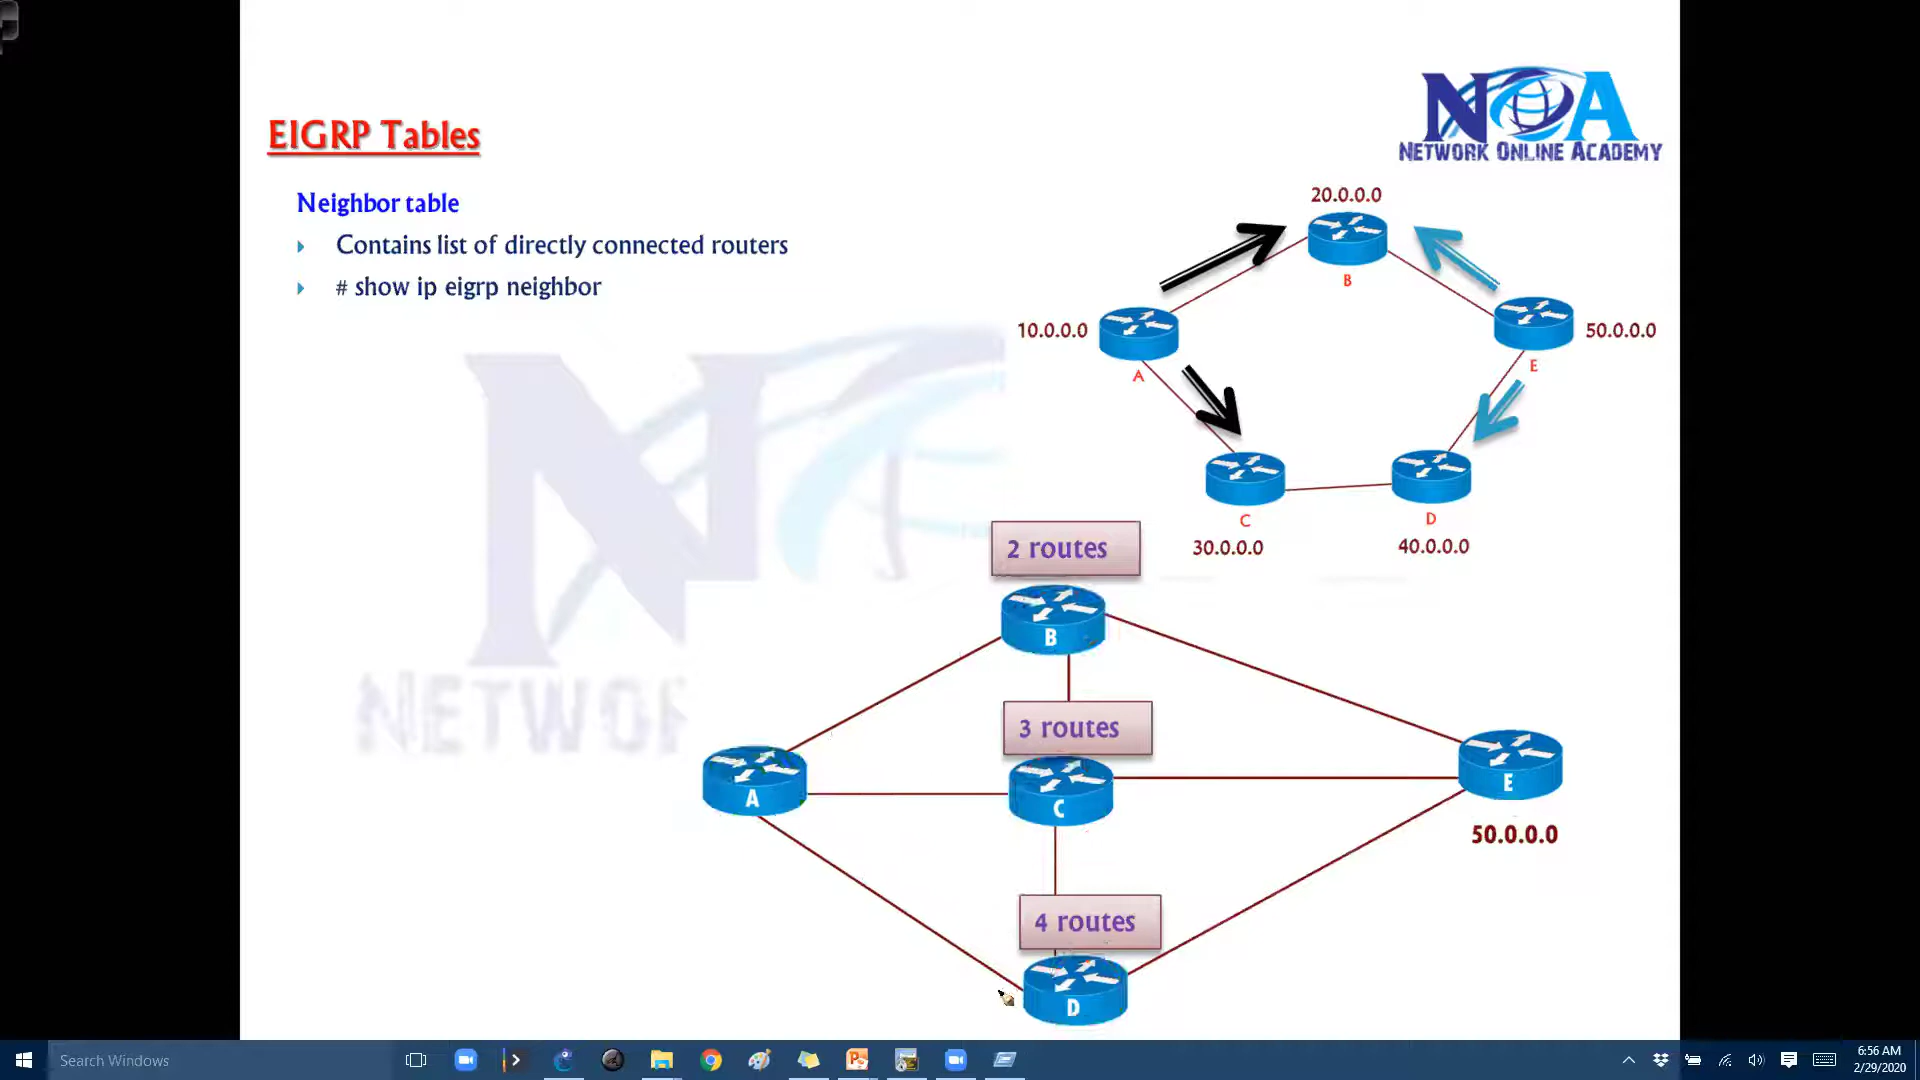 EIGRP Tables
NOA
NETWORK ONLINE ACADEMY
Neighbor table
Contains list of directly connected routers
# show ip eigrp neighbor
20.0.0.0
B
10.0.0.0
A
50.0.0.0
E
C
D
30.0.0.0
40.0.0.0
2 routes
B
3 routes
A
C
E
50.0.0.0
4 routes
D
N
NETWOR
Search Windows
6:56 AM
2/29/2020